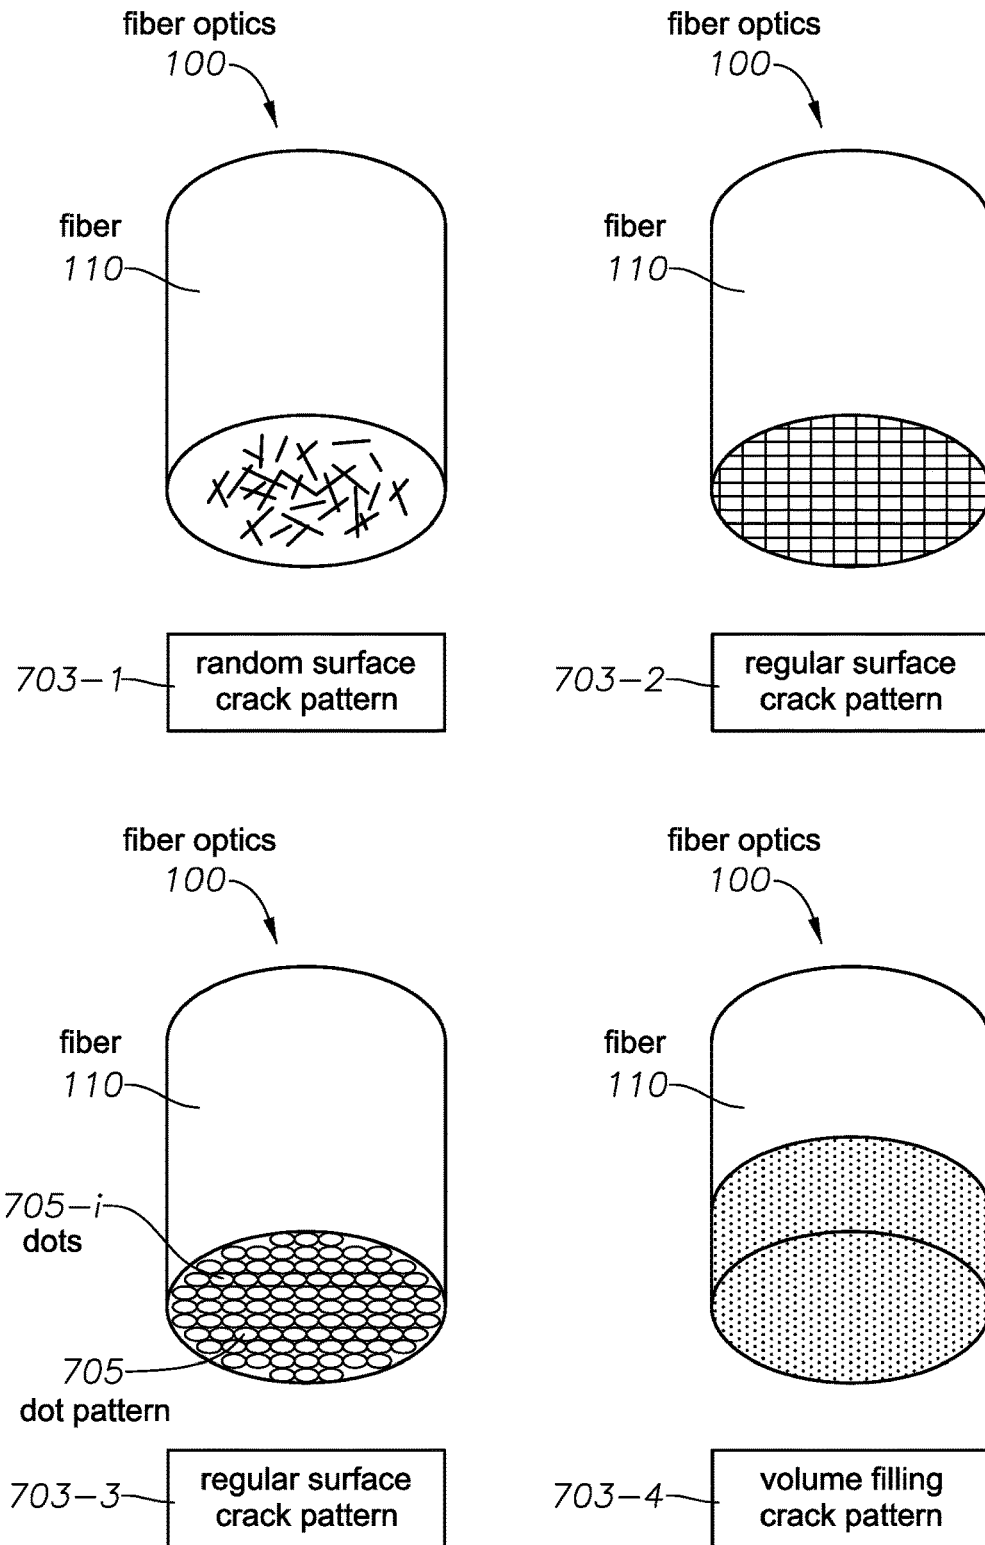 fiber optics
100
fiber
110
703-1
random surface
crack pattern
fiber optics
100
fiber
110
703-2
regular surface
crack pattern
fiber optics
100
fiber
110
705-i
dots
705
dot pattern
703-3
regular surface
crack pattern
fiber optics
100
fiber
110
703-4
volume filling
crack pattern